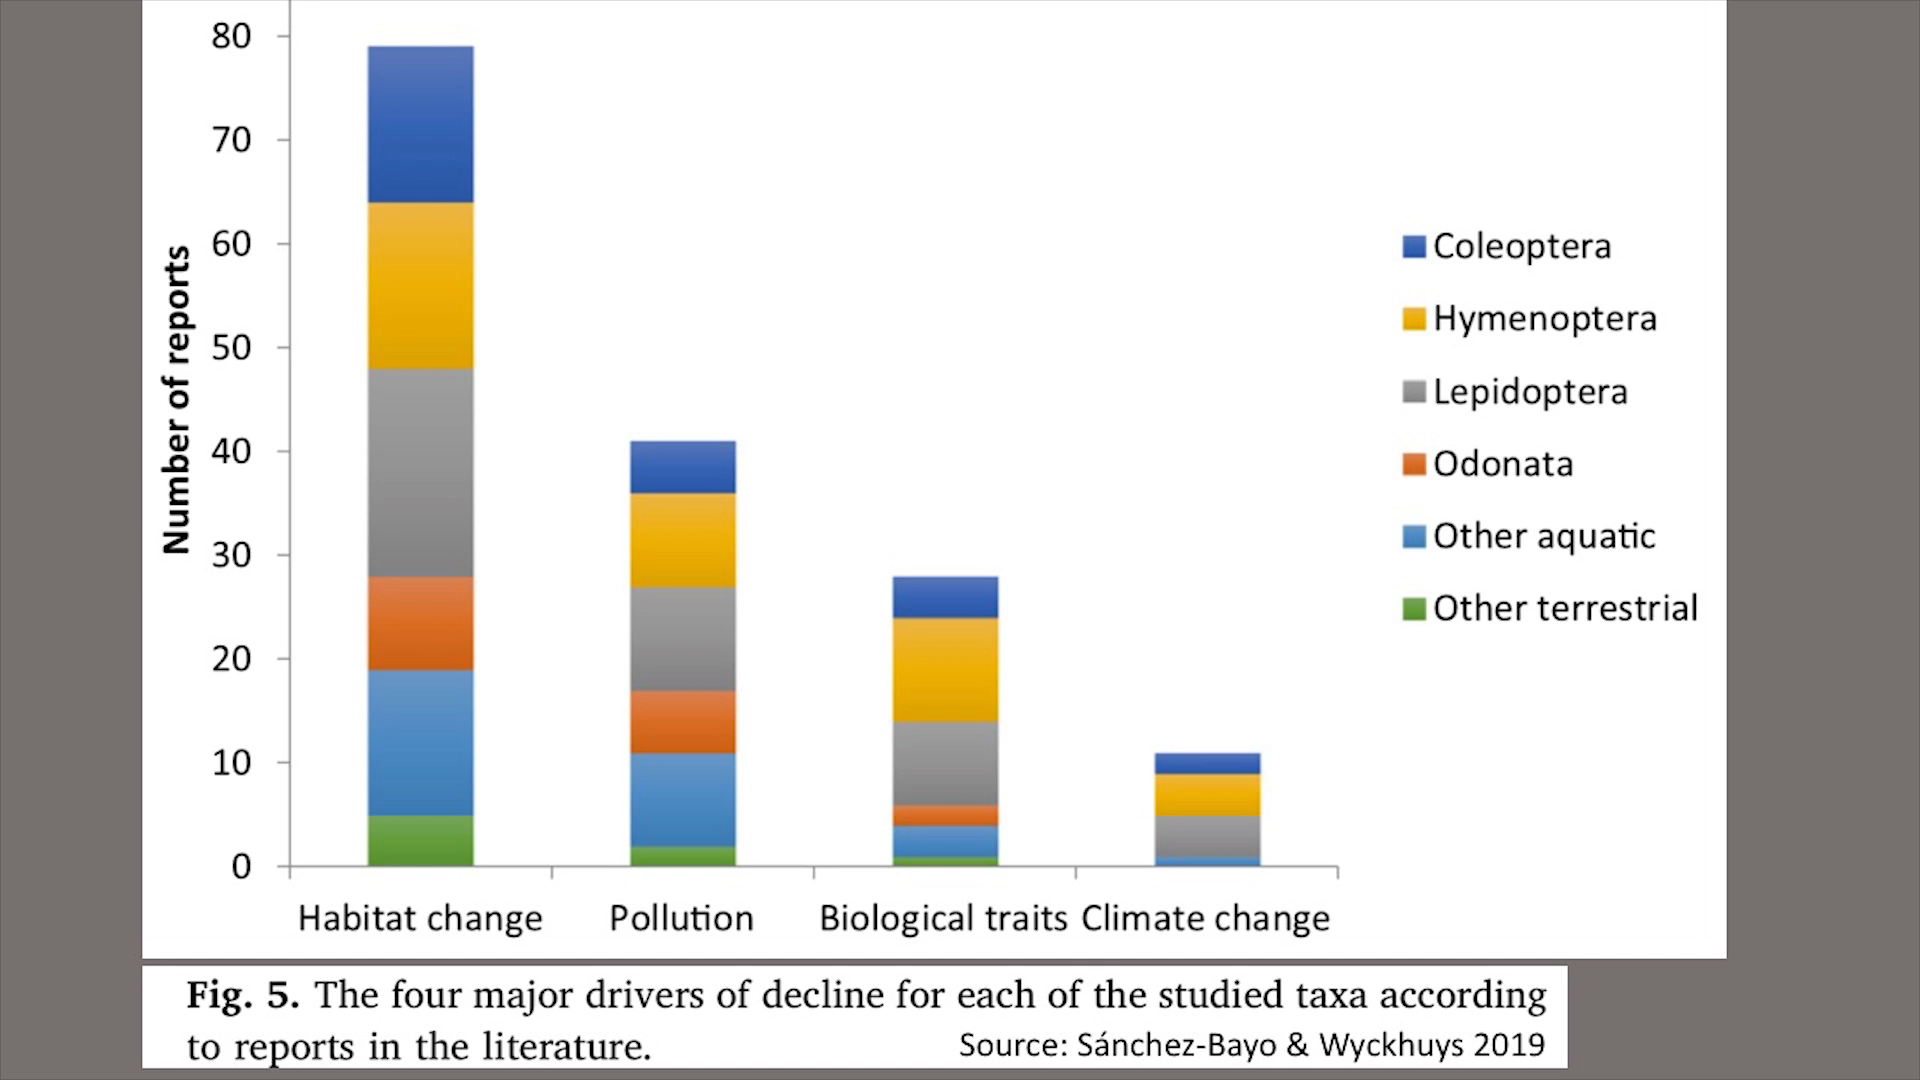 80
70
60
50
40
30
20
10
0
Number of reports
Habitat change
Pollution
Biological traits
Climate change
Coleoptera
Hymenoptera
Lepidoptera
Odonata
Other aquatic
Other terrestrial
Fig. 5. The four major drivers of decline for each of the studied taxa according
to reports in the literature.
Source: Sánchez-Bayo & Wyckhuys 2019